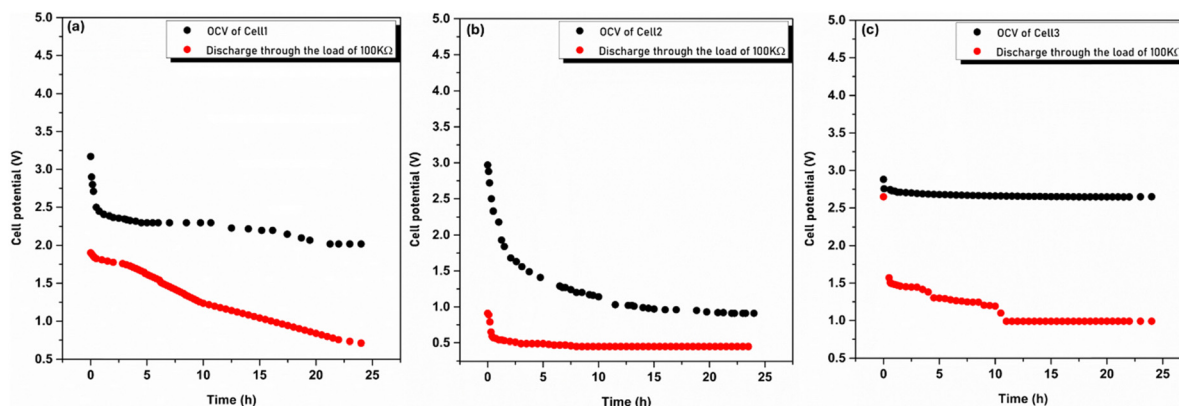 (a)
OCV of Cell1
Discharge through the load of 100KΩ
Cell potential (V)
5.0
4.5
4.0
3.5
3.0
2.5
2.0
1.5
1.0
0.5
0 5 10 15 20 25
Time (h)
(b)
OCV of Cell2
Discharge through the load of 100KΩ
Cell potential (V)
5.0
4.5
4.0
3.5
3.0
2.5
2.0
1.5
1.0
0.5
0 5 10 15 20 25
Time (h)
(c)
OCV of Cell3
Discharge through the load of 100KΩ
Cell potential (V)
5.0
4.5
4.0
3.5
3.0
2.5
2.0
1.5
1.0
0.5
0 5 10 15 20 25
Time (h)